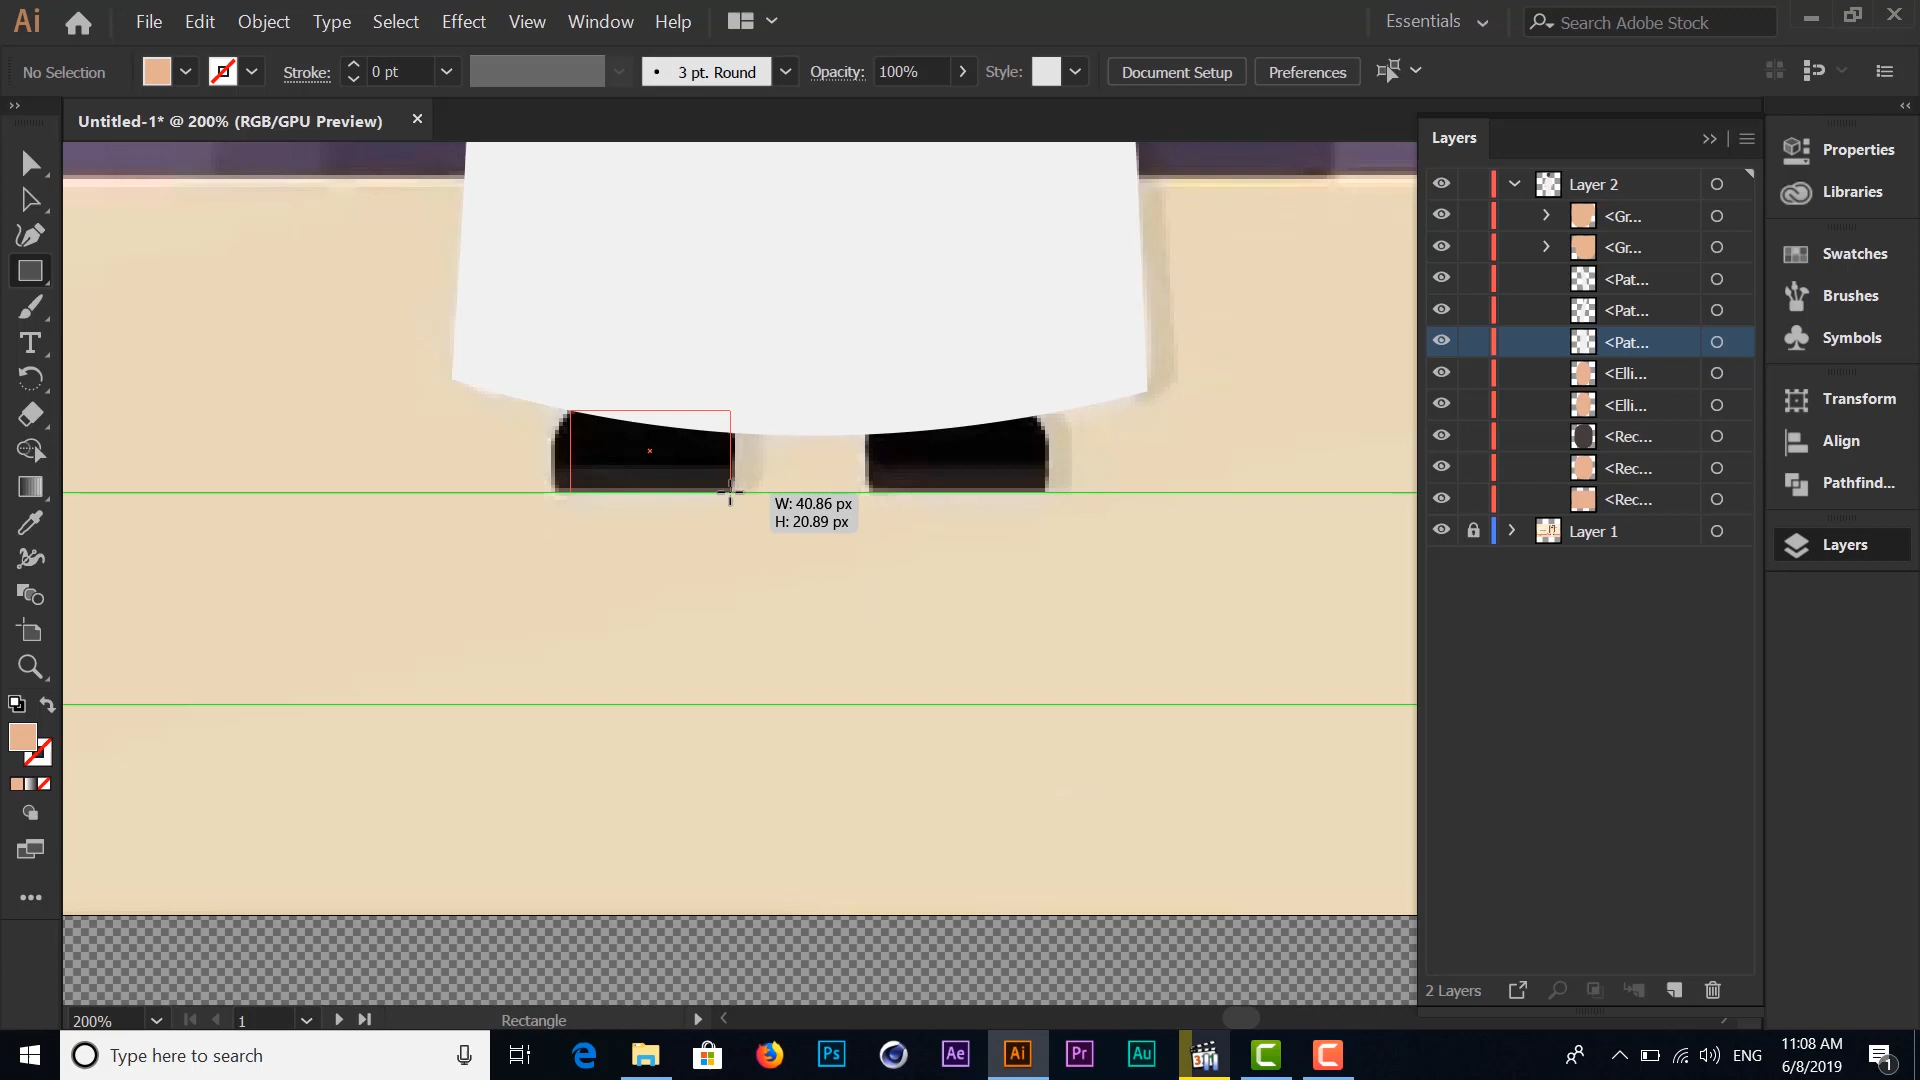 Ai File Edit Object Type Select Effect View Window Help Essentials Search Adobe Stock
No Selection Stroke: 0 pt 3 pt. Round Opacity: 100% Style: Document Setup Preferences
Untitled-1* @ 200% (RGB/GPU Preview)
Layers
Layer 2
<Gr...
<Gr...
<Pat...
<Pat...
<Pat...
<Elli...
<Elli...
<Rec...
<Rec...
<Rec...
Layer 1
2 Layers
Properties
Libraries
Swatches
Brushes
Symbols
Transform
Align
Pathfind...
Layers
W: 40.86 px
H: 20.89 px
200% 1 Rectangle
Type here to search Ps Ae Ai Pr Au ENG
11:08 AM
6/8/2019
1